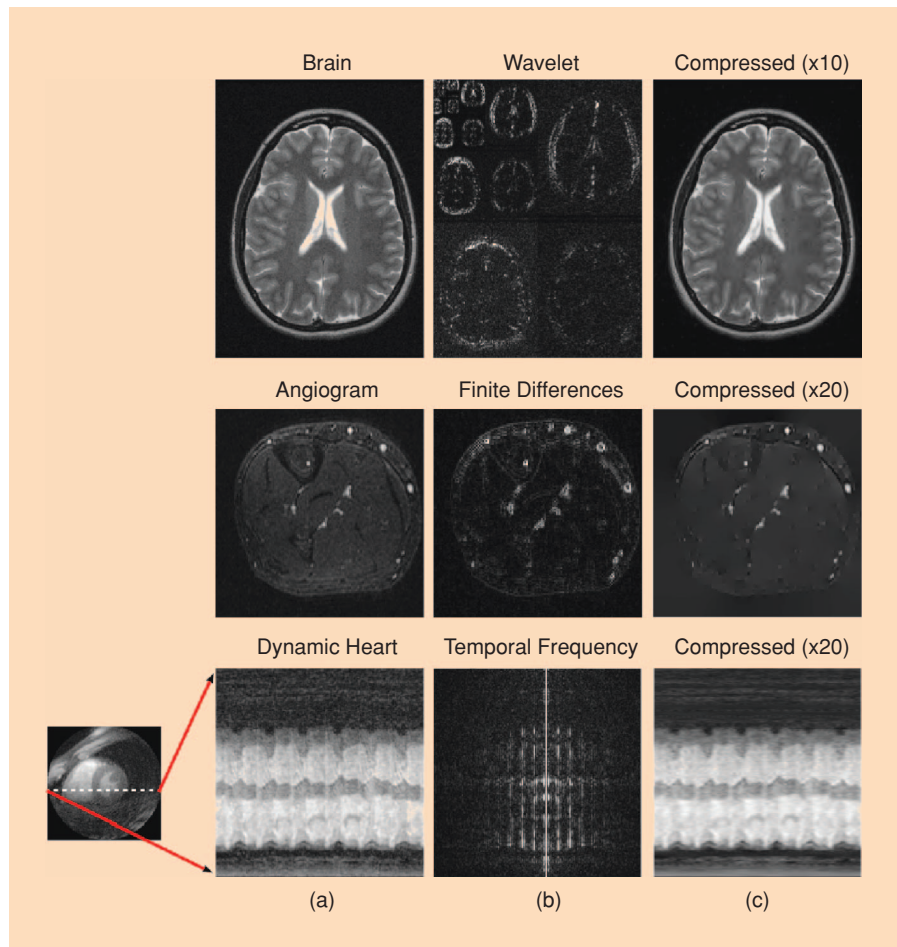 Brain Wavelet Compressed (x10)
Angiogram Finite Differences Compressed (x20)
Dynamic Heart Temporal Frequency Compressed (x20)
(a) (b) (c)